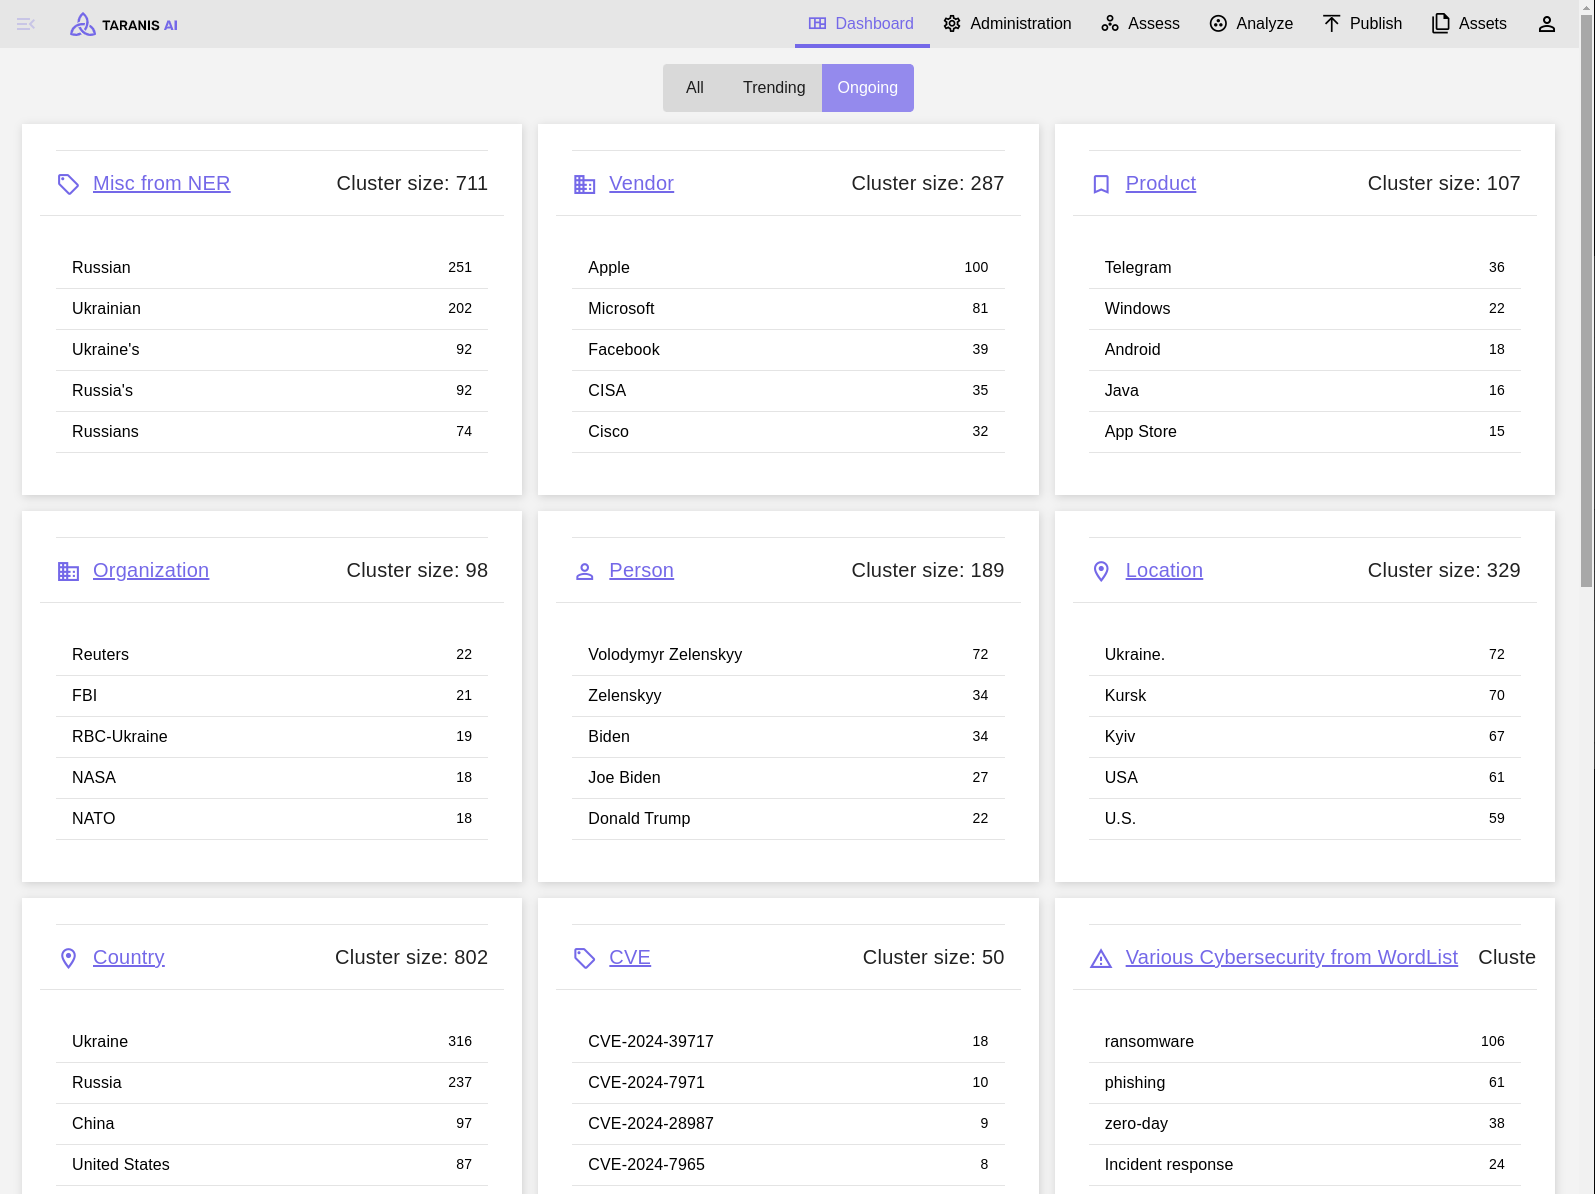 TARANIS AI
Dashboard
Administration
Assess
Analyze
Publish
Assets
All
Trending
Ongoing
Misc from NER Cluster size: 711
Russian 251
Ukrainian 202
Ukraine's 92
Russia's 92
Russians 74
Vendor Cluster size: 287
Apple 100
Microsoft 81
Facebook 39
CISA 35
Cisco 32
Product Cluster size: 107
Telegram 36
Windows 22
Android 18
Java 16
App Store 15
Organization Cluster size: 98
Reuters 22
FBI 21
RBC-Ukraine 19
NASA 18
NATO 18
Person Cluster size: 189
Volodymyr Zelenskyy 72
Zelenskyy 34
Biden 34
Joe Biden 27
Donald Trump 22
Location Cluster size: 329
Ukraine. 72
Kursk 70
Kyiv 67
USA 61
U.S. 59
Country Cluster size: 802
Ukraine 316
Russia 237
China 97
United States 87
CVE Cluster size: 50
CVE-2024-39717 18
CVE-2024-7971 10
CVE-2024-28987 9
CVE-2024-7965 8
Various Cybersecurity from WordList Cluste
ransomware 106
phishing 61
zero-day 38
Incident response 24